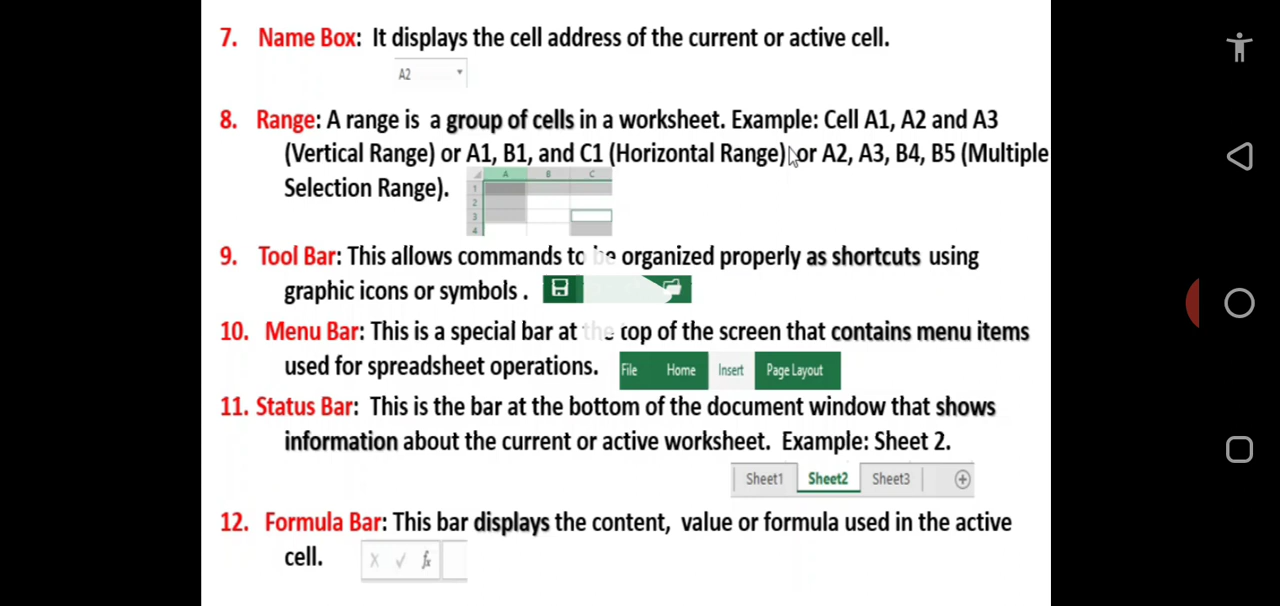 7. Name Box: It displays the cell address of the current or active cell.
A2
8. Range: A range is a group of cells in a worksheet. Example: Cell A1, A2 and A3
(Vertical Range) or A1, B1, and C1 (Horizontal Range) or A2, A3, B4, B5 (Multiple
Selection Range).
A B C
1
2
3
4
9. Tool Bar: This allows commands to be organized properly as shortcuts using
graphic icons or symbols .
10. Menu Bar: This is a special bar at the top of the screen that contains menu items
used for spreadsheet operations.
File Home Insert Page Layout
11. Status Bar: This is the bar at the bottom of the document window that shows
information about the current or active worksheet. Example: Sheet 2.
Sheet1 Sheet2 Sheet3
12. Formula Bar: This bar displays the content, value or formula used in the active
cell.
fx